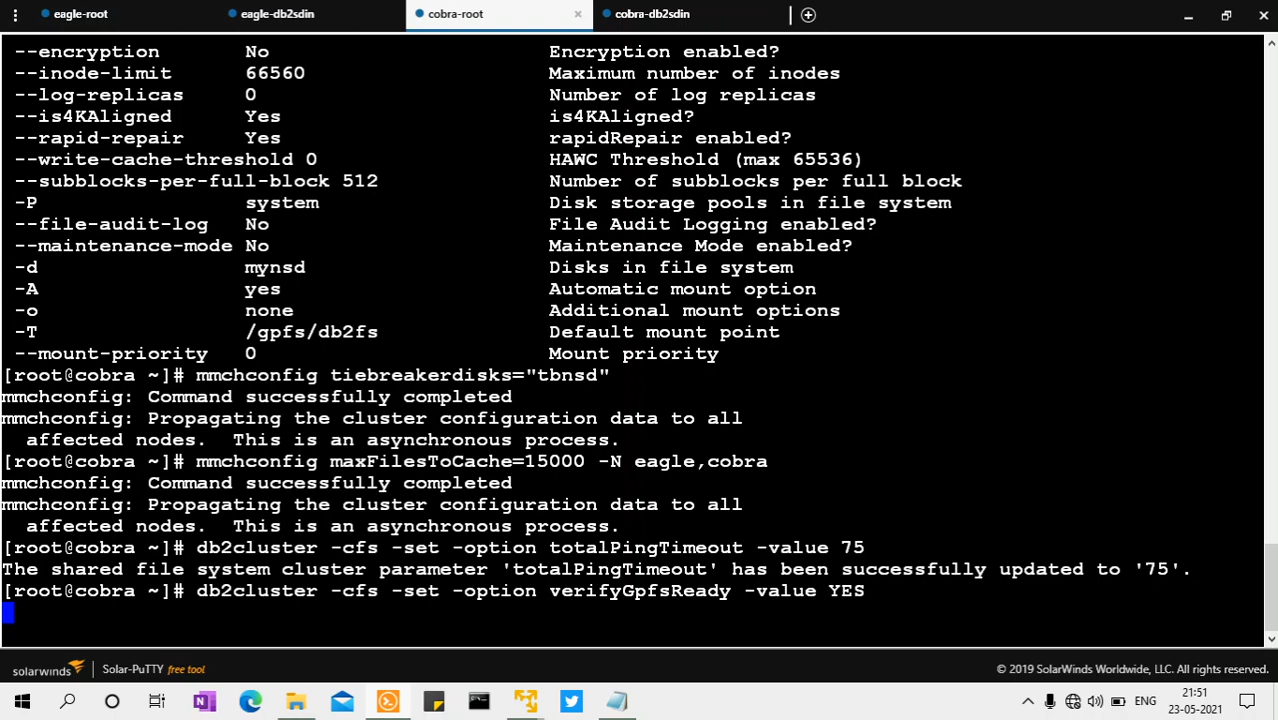 eagle-root
eagle-db2sdin
cobra-root
cobra-db2sdin
--encryption No Encryption enabled?
--inode-limit 66560 Maximum number of inodes
--log-replicas 0 Number of log replicas
--is4KAligned Yes is4KAligned?
--rapid-repair Yes rapidRepair enabled?
--write-cache-threshold 0 HAWC Threshold (max 65536)
--subblocks-per-full-block 512 Number of subblocks per full block
-P system Disk storage pools in file system
--file-audit-log No File Audit Logging enabled?
--maintenance-mode No Maintenance Mode enabled?
-d mynsd Disks in file system
-A yes Automatic mount option
-o none Additional mount options
-T /gpfs/db2fs Default mount point
--mount-priority 0 Mount priority
[root@cobra ~]# mmchconfig tiebreakerdisks="tbnsd"
mmchconfig: Command successfully completed
mmchconfig: Propagating the cluster configuration data to all
affected nodes. This is an asynchronous process.
[root@cobra ~]# mmchconfig maxFilesToCache=15000 -N eagle,cobra
mmchconfig: Command successfully completed
mmchconfig: Propagating the cluster configuration data to all
affected nodes. This is an asynchronous process.
[root@cobra ~]# db2cluster -cfs -set -option totalPingTimeout -value 75
The shared file system cluster parameter 'totalPingTimeout' has been successfully updated to '75'.
[root@cobra ~]# db2cluster -cfs -set -option verifyGpfsReady -value YES
solarwinds Solar-PuTTY free tool © 2019 SolarWinds Worldwide, LLC. All rights reserved.
ENG
21:51
23-05-2021